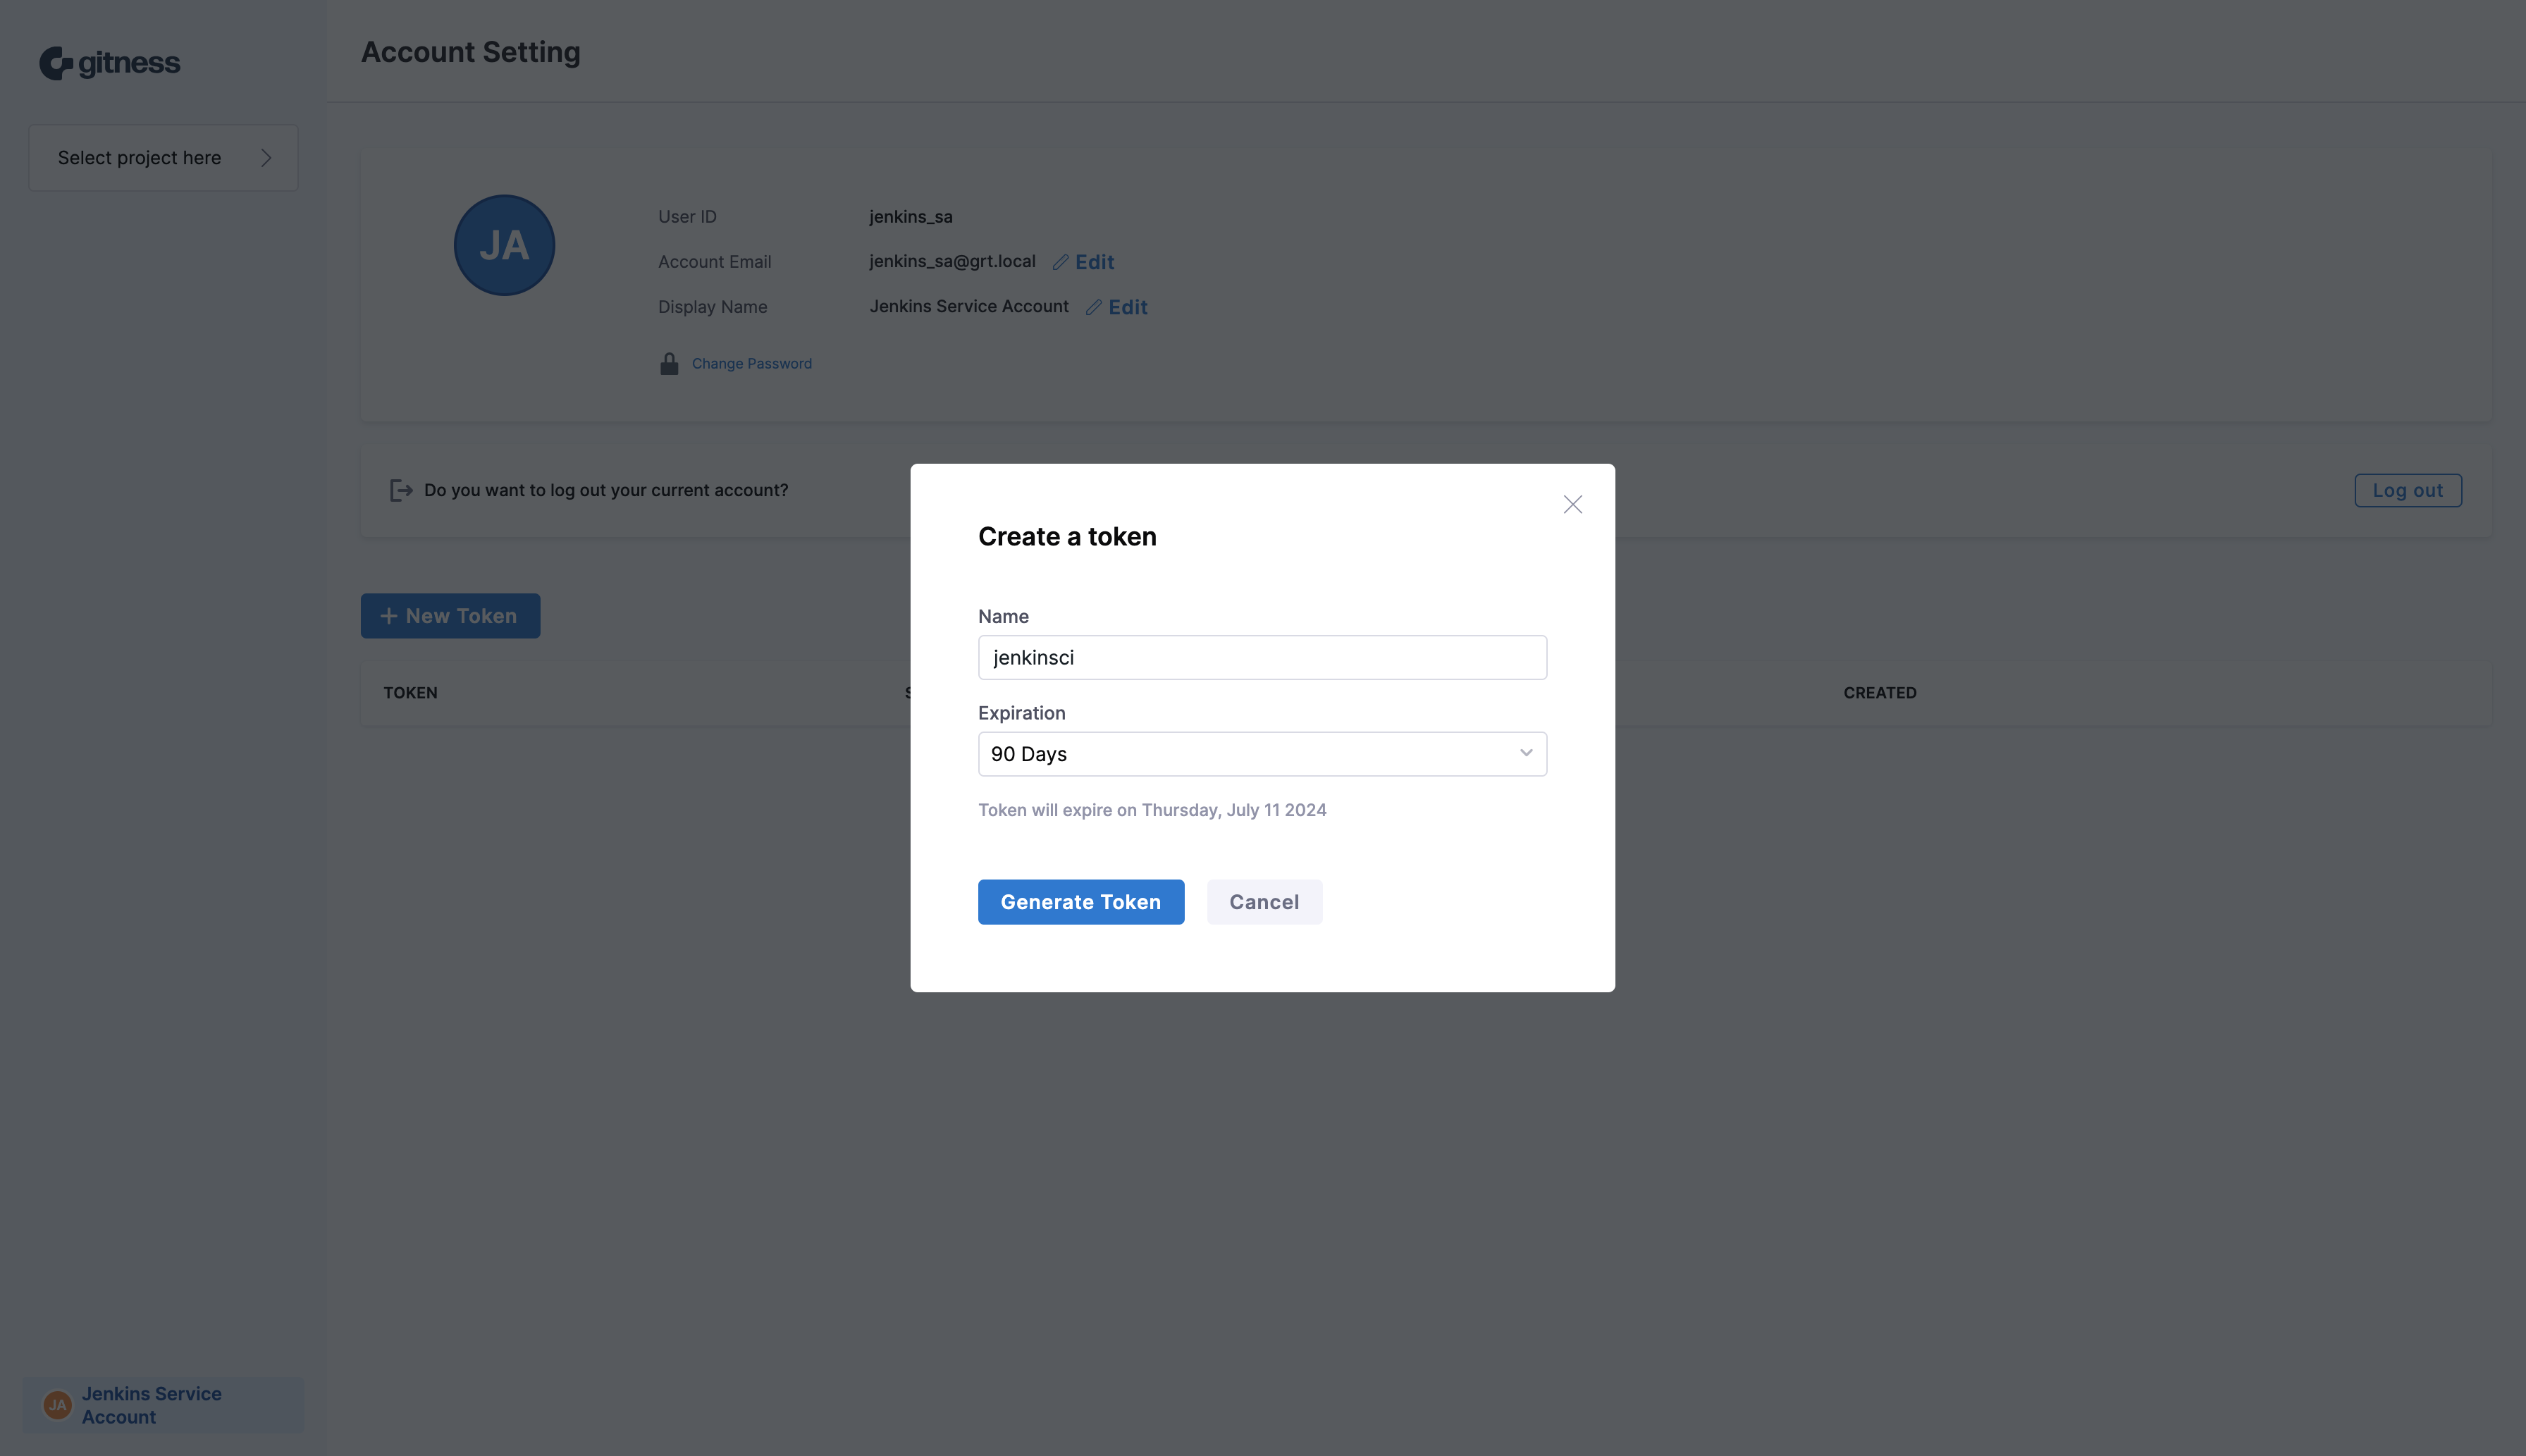 gitness
Account Setting
Select project here
JA
User ID jenkins_sa
Account Email jenkins_sa@grt.local Edit
Display Name Jenkins Service Account Edit
Change Password
Do you want to log out your current account?
Log out
New Token
TOKEN
CREATED
Create a token
Name
jenkinsci
Expiration
90 Days
Token will expire on Thursday, July 11 2024
Generate Token Cancel
JA
Jenkins Service
Account